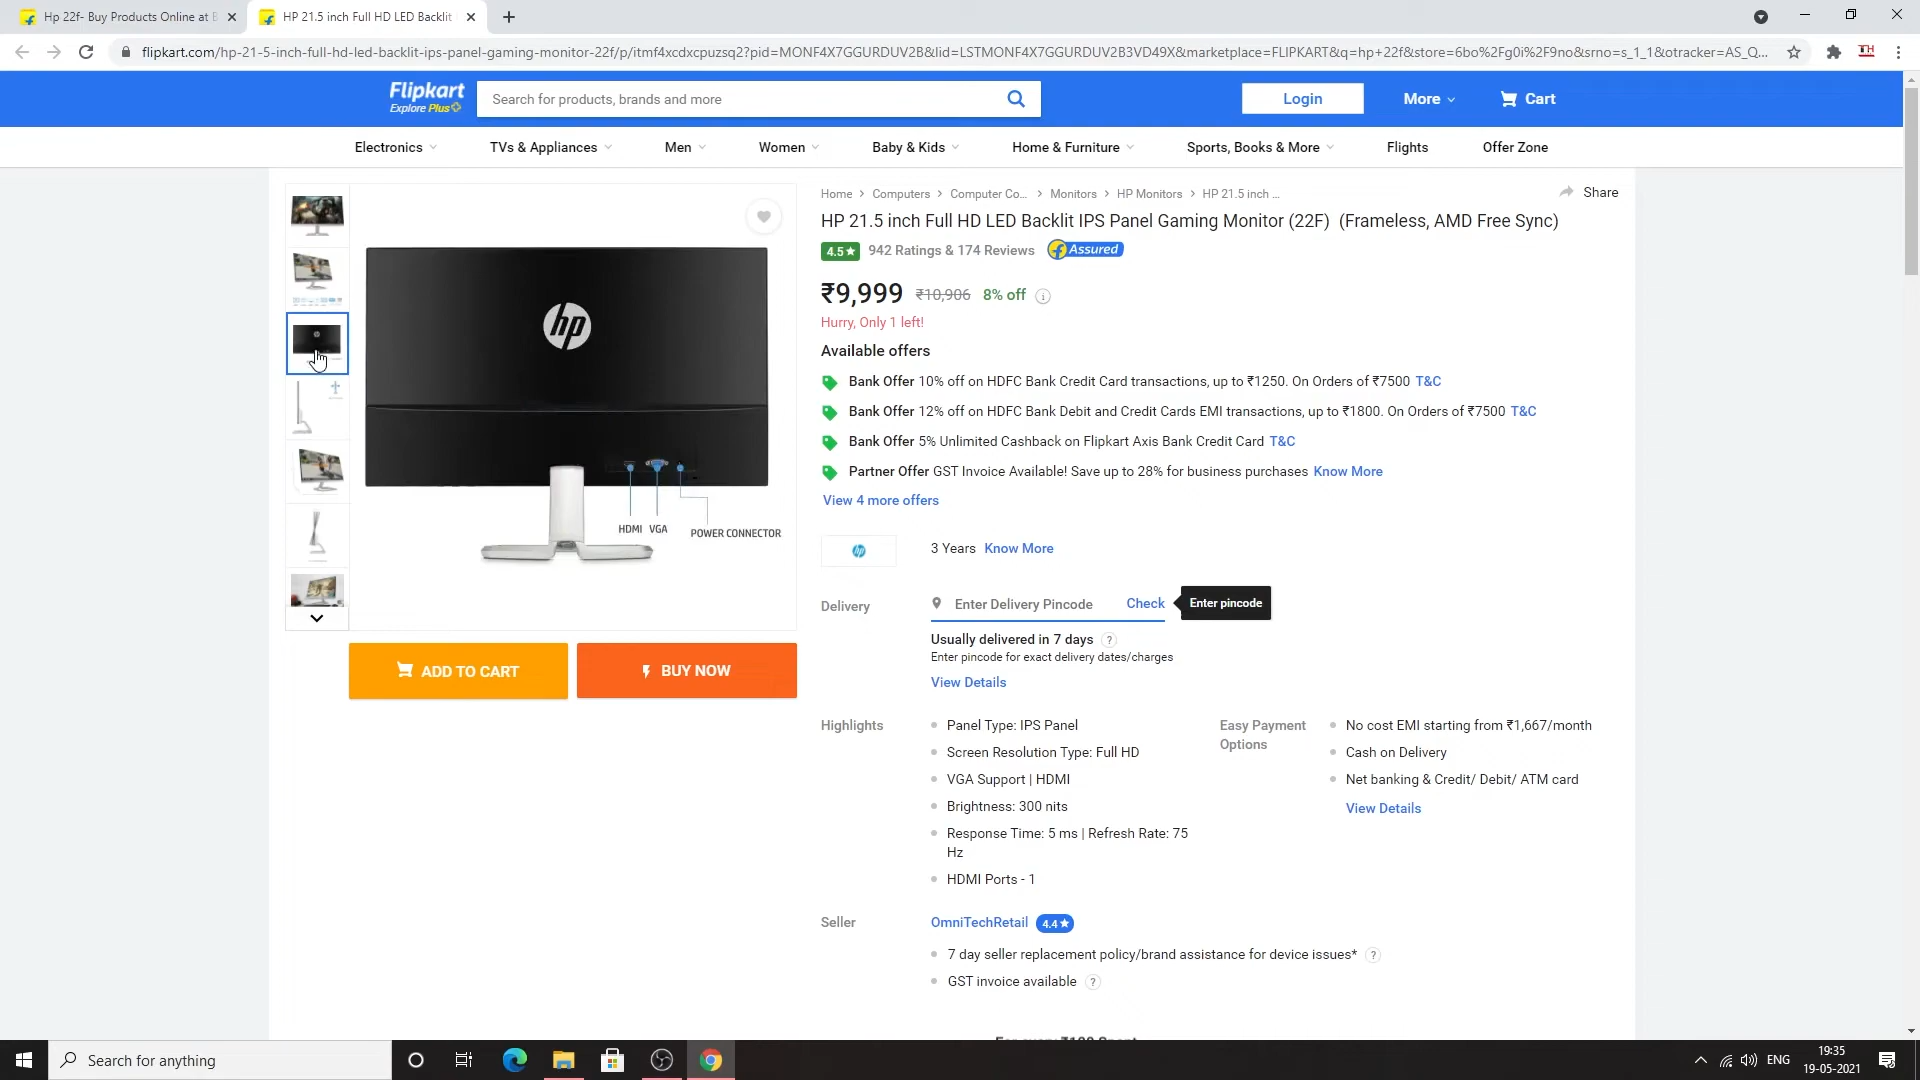 Hp 22f- Buy Products Online at B
HP 21.5 inch Full HD LED Backlit
flipkart.com/hp-21-5-inch-full-hd-led-backlit-ips-panel-gaming-monitor-22f/p/itmf4xcdxcpuzsq2?pid=MONF4X7GGURDUV2B&lid=LSTMONF4X7GGURDUV2B3VD49X&marketplace=FLIPKART&q=hp+22f&store=6bo%2Fg0i%2F9no&srno=s_1_1&otracker=AS_Q...
TH
Flipkart
Explore Plus
Search for products, brands and more
Login
More
Cart
Electronics
TVs & Appliances
Men
Women
Baby & Kids
Home & Furniture
Sports, Books & More
Flights
Offer Zone
Home > Computers > Computer Co... > Monitors > HP Monitors > HP 21.5 inch ...
Share
HP 21.5 inch Full HD LED Backlit IPS Panel Gaming Monitor (22F)  (Frameless, AMD Free Sync)
4.5★ 942 Ratings & 174 Reviews Assured
₹9,999 ₹10,906 8% off
Hurry, Only 1 left!
Available offers
Bank Offer 10% off on HDFC Bank Credit Card transactions, up to ₹1250. On Orders of ₹7500 T&C
Bank Offer 12% off on HDFC Bank Debit and Credit Cards EMI transactions, up to ₹1800. On Orders of ₹7500 T&C
Bank Offer 5% Unlimited Cashback on Flipkart Axis Bank Credit Card T&C
Partner Offer GST Invoice Available! Save up to 28% for business purchases Know More
View 4 more offers
hp
HDMI VGA
POWER CONNECTOR
hp
3 Years Know More
Delivery
Enter Delivery Pincode
Check
Enter pincode
Usually delivered in 7 days ?
Enter pincode for exact delivery dates/charges
View Details
ADD TO CART
BUY NOW
Highlights
Panel Type: IPS Panel
Screen Resolution Type: Full HD
VGA Support | HDMI
Brightness: 300 nits
Response Time: 5 ms | Refresh Rate: 75
Hz
HDMI Ports - 1
Easy Payment
Options
No cost EMI starting from ₹1,667/month
Cash on Delivery
Net banking & Credit/ Debit/ ATM card
View Details
Seller
OmniTechRetail 4.4★
7 day seller replacement policy/brand assistance for device issues* ?
GST invoice available ?
Search for anything
ENG
19:35
19-05-2021